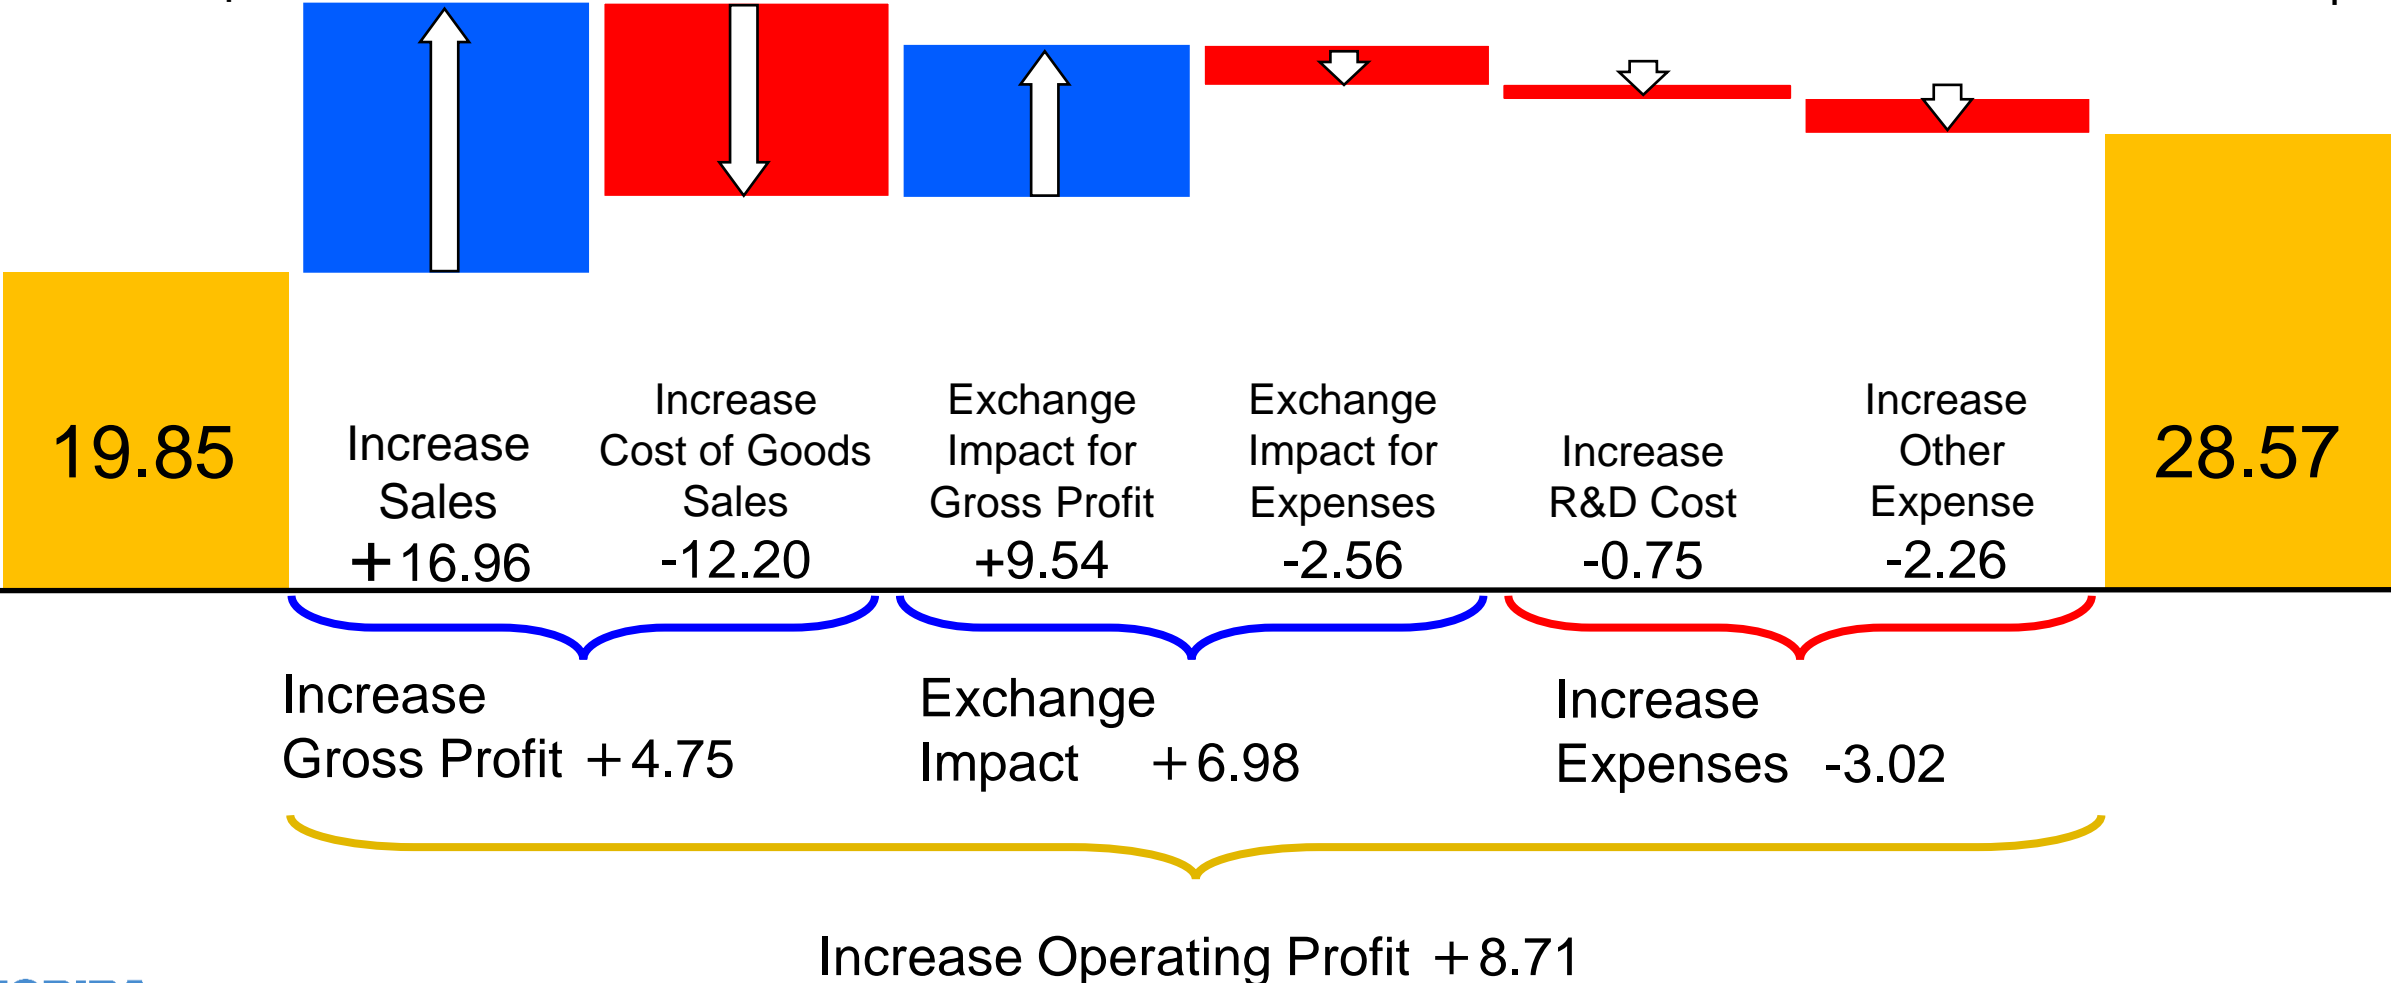 19.85
Increase
Sales
+16.96
Increase
Cost of Goods
Sales
-12.20
Exchange
Impact for
Gross Profit
+9.54
Exchange
Impact for
Expenses
-2.56
Increase
R&D Cost
-0.75
Increase
Other
Expense
-2.26
28.57
Increase
Gross Profit +4.75
Exchange
Impact +6.98
Increase
Expenses -3.02
Increase Operating Profit +8.71